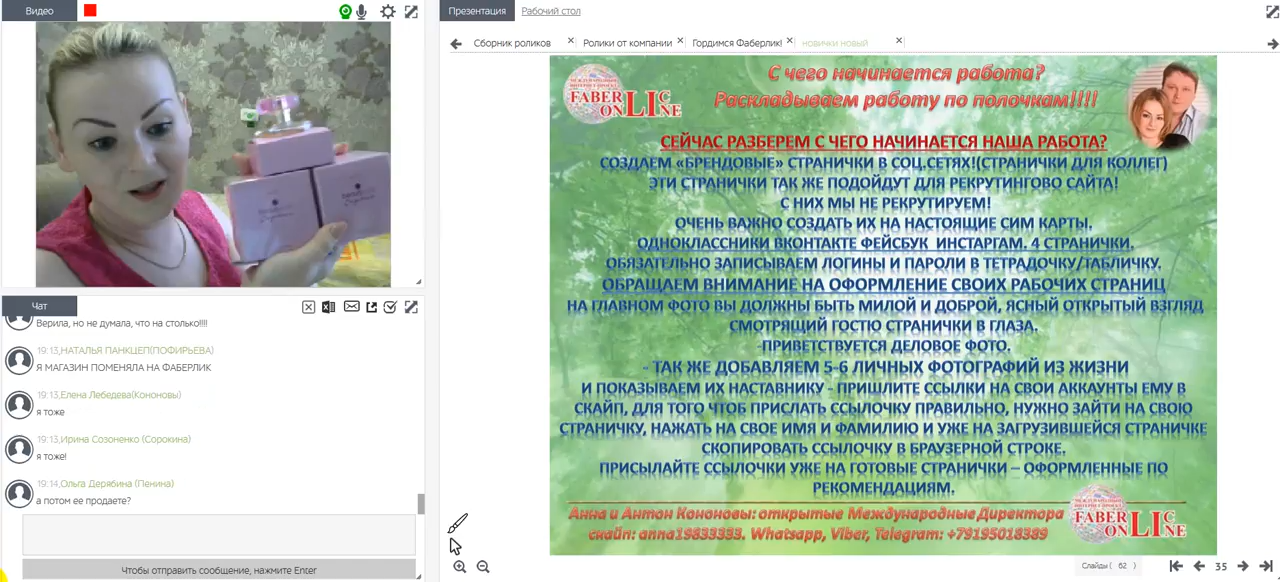 Видео
Презентация
Рабочий стол
Сборник роликов
Ролики от компании
Гордимся Фаберлик!
новички новый
FABER LIC
ONLINE
С чего начинается работа?
Раскладываем работу по полочкам!!!!
СЕЙЧАС РАЗБЕРЕМ С ЧЕГО НАЧИНАЕТСЯ НАША РАБОТА?
СОЗДАЕМ «БРЕНДОВЫЕ» СТРАНИЧКИ В СОЦ.СЕТЯХ!(СТРАНИЧКИ ДЛЯ КОЛЛЕГ)
ЭТИ СТРАНИЧКИ ТАК ЖЕ ПОДОЙДУТ ДЛЯ РЕКРУТИНГОВО САЙТА!
С НИХ МЫ НЕ РЕКРУТИРУЕМ!
ОЧЕНЬ ВАЖНО СОЗДАТЬ ИХ НА НАСТОЯЩИЕ СИМ КАРТЫ.
ОДНОКЛАССНИКИ ВКОНТАКТЕ ФЕЙСБУК ИНСТАРГАМ. 4 СТРАНИЧКИ.
ОБЯЗАТЕЛЬНО ЗАПИСЫВАЕМ ЛОГИНЫ И ПАРОЛИ В ТЕТРАДОЧКУ/ТАБЛИЧКУ.
ОБРАЩАЕМ ВНИМАНИЕ НА ОФОРМЛЕНИЕ СВОИХ РАБОЧИХ СТРАНИЦ
НА ГЛАВНОМ ФОТО ВЫ ДОЛЖНЫ БЫТЬ МИЛОЙ И ДОБРОЙ, ЯСНЫЙ ОТКРЫТЫЙ ВЗГЛЯД
СМОТРЯЩИЙ ГОСТЮ СТРАНИЧКИ В ГЛАЗА.
-ПРИВЕТСТВУЕТСЯ ДЕЛОВОЕ ФОТО.
- ТАК ЖЕ ДОБАВЛЯЕМ 5-6 ЛИЧНЫХ ФОТОГРАФИЙ ИЗ ЖИЗНИ
И ПОКАЗЫВАЕМ ИХ НАСТАВНИКУ - ПРИШЛИТЕ ССЫЛКИ НА СВОИ АККАУНТЫ ЕМУ В
СКАЙП, ДЛЯ ТОГО ЧТОБ ПРИСЛАТЬ ССЫЛОЧКУ ПРАВИЛЬНО, НУЖНО ЗАЙТИ НА СВОЮ
СТРАНИЧКУ, НАЖАТЬ НА СВОЕ ИМЯ И ФАМИЛИЮ И УЖЕ НА ЗАГРУЗИВШЕЙСЯ СТРАНИЧКЕ
СКОПИРОВАТЬ ССЫЛОЧКУ В БРАУЗЕРНОЙ СТРОКЕ.
ПРИСЫЛАЙТЕ ССЫЛОЧКИ УЖЕ НА ГОТОВЫЕ СТРАНИЧКИ – ОФОРМЛЕННЫЕ ПО
РЕКОМЕНДАЦИЯМ.
Анна и Антон Кононовы: открытые Международные Директора
скайп: anna19833333. Whatsapp, Viber, Telegram: +79195018389
FABER LIC
ONLINE
Слайды ( 62 )
35
Чат
Верила, но не думала, что на столько!!!!
19:13,НАТАЛЬЯ ПАНКЦЕП(ПОФИРЬЕВА)
Я МАГАЗИН ПОМЕНЯЛА НА ФАБЕРЛИК
19:13,Елена Лебедева(Кононовы)
я тоже
19:13,Ирина Созоненко (Сорокина)
я тоже!
19:14,Ольга Дерябина (Пенина)
а потом ее продаете?
Чтобы отправить сообщение, нажмите Enter